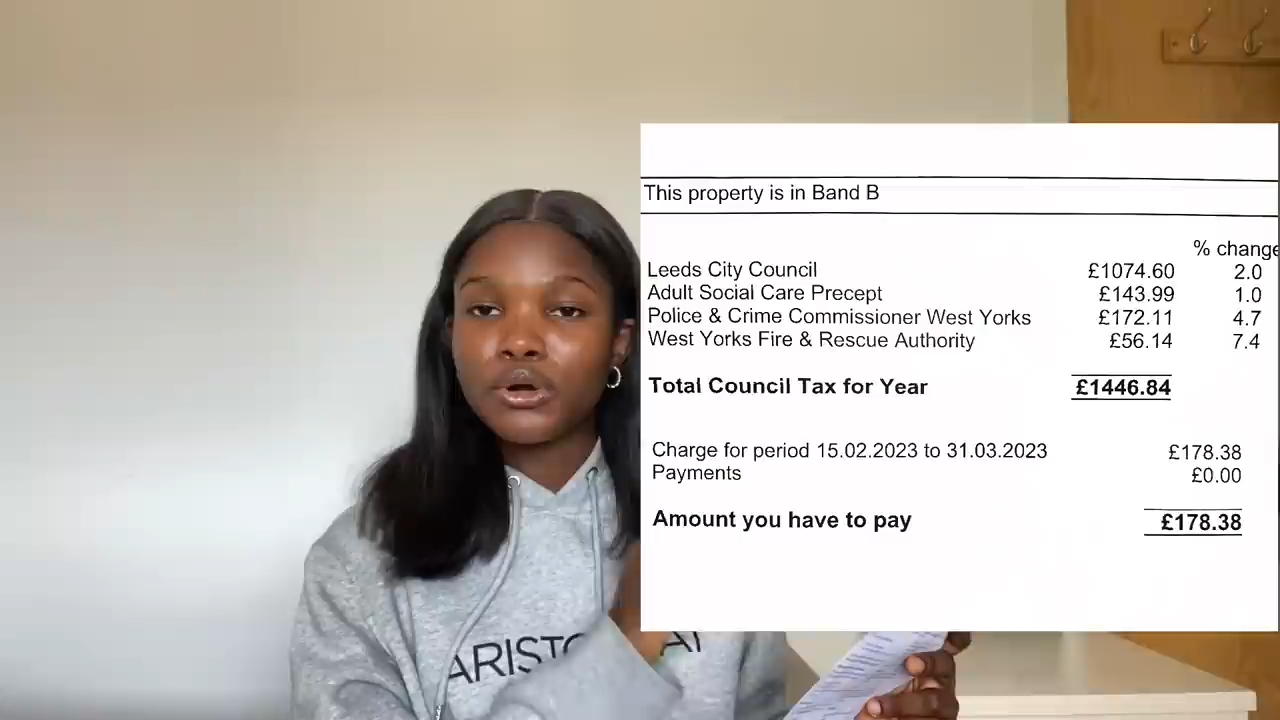 This property is in Band B
% change
Leeds City Council £1074.60 2.0
Adult Social Care Precept £143.99 1.0
Police & Crime Commissioner West Yorks £172.11 4.7
West Yorks Fire & Rescue Authority £56.14 7.4
Total Council Tax for Year £1446.84
Charge for period 15.02.2023 to 31.03.2023 £178.38
Payments £0.00
Amount you have to pay £178.38